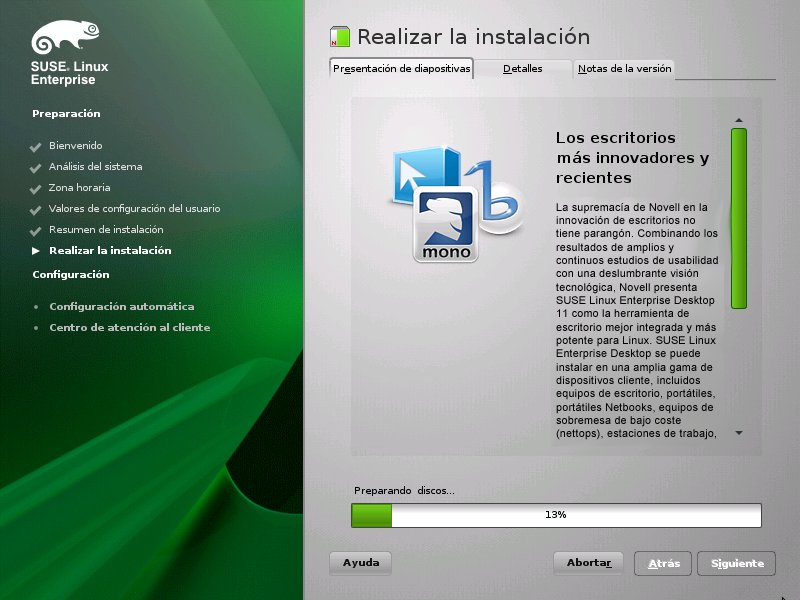 SUSE. Linux
Enterprise
Preparación
Bienvenido
Análisis del sistema
Zona horaria
Valores de configuración del usuario
Resumen de instalación
Realizar la instalación
Configuración
Configuración automática
Centro de atención al cliente
Realizar la instalación
Presentación de diapositivas
Detalles
Notas de la versión
mono
Los escritorios
más innovadores y
recientes
La supremacía de Novell en la
innovación de escritorios no
tiene parangón. Combinando los
resultados de amplios y
continuos estudios de usabilidad
con una deslumbrante visión
tecnológica, Novell presenta
SUSE Linux Enterprise Desktop
11 como la herramienta de
escritorio mejor integrada y más
potente para Linux. SUSE Linux
Enterprise Desktop se puede
instalar en una amplia gama de
dispositivos cliente, incluidos
equipos de escritorio, portátiles,
portátiles Netbooks, equipos de
sobremesa de bajo coste
(nettops), estaciones de trabajo,
Preparando discos...
13%
Ayuda
Abortar
Atrás
Siguiente